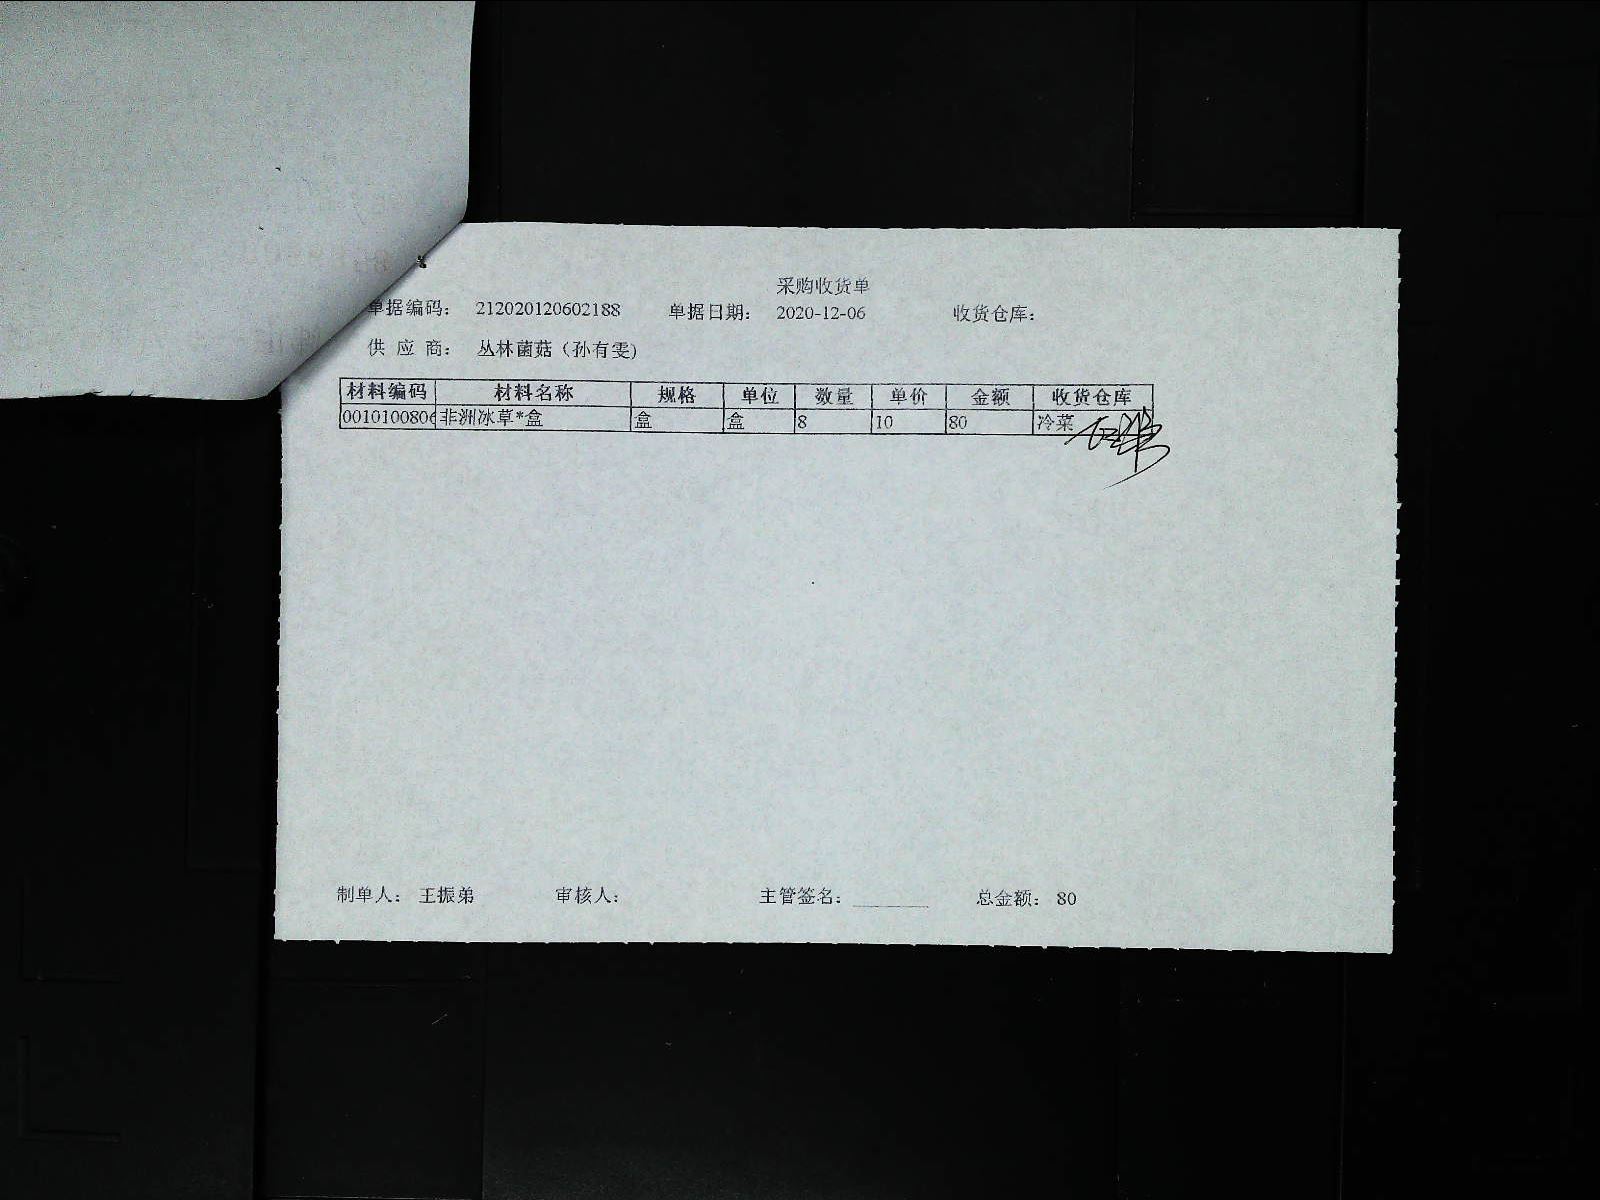 采购收货单
单据编码： 212020120602188 单据日期： 2020-12-06 收货仓库：
供 应 商： 丛林菌菇（孙有雯)
材料编码 材料名称 规格 单位 数量 单价 金额 收货仓库
0010100806 非洲冰草*盒 盒 盒 8 10 80 冷菜
制单人： 王振弟 审核人： 主管签名： ________ 总金额： 80